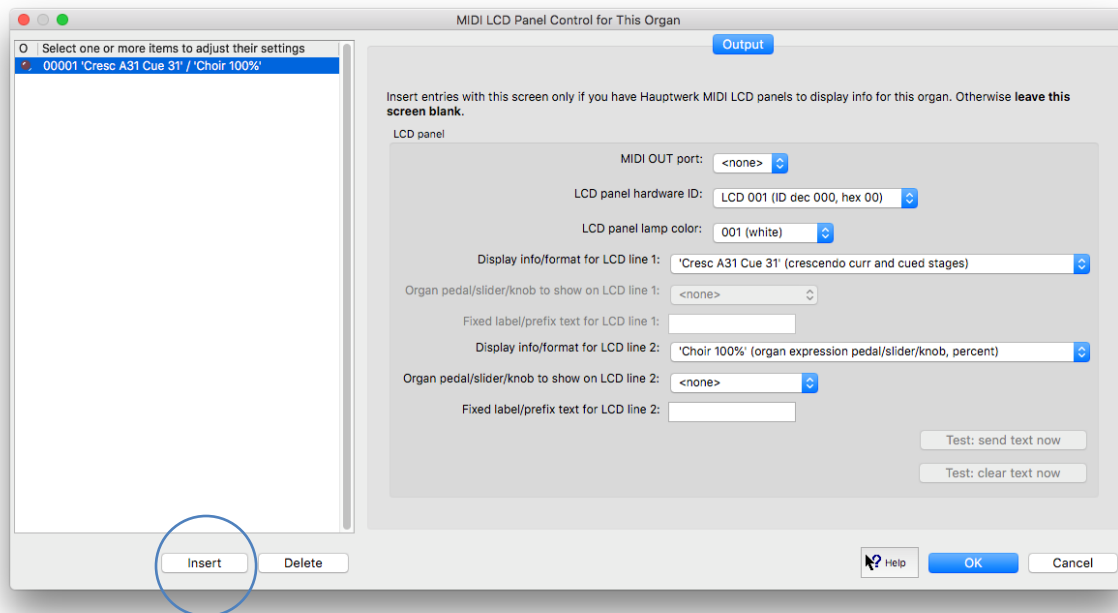 MIDI LCD Panel Control for This Organ
O Select one or more items to adjust their settings
00001 'Cresc A31 Cue 31' / 'Choir 100%'
Output
Insert entries with this screen only if you have Hauptwerk MIDI LCD panels to display info for this organ. Otherwise leave this
screen blank.
LCD panel
MIDI OUT port: <none>
LCD panel hardware ID: LCD 001 (ID dec 000, hex 00)
LCD panel lamp color: 001 (white)
Display info/format for LCD line 1: 'Cresc A31 Cue 31' (crescendo curr and cued stages)
Organ pedal/slider/knob to show on LCD line 1: <none>
Fixed label/prefix text for LCD line 1:
Display info/format for LCD line 2: 'Choir 100%' (organ expression pedal/slider/knob, percent)
Organ pedal/slider/knob to show on LCD line 2: <none>
Fixed label/prefix text for LCD line 2:
Test: send text now
Test: clear text now
Insert Delete ? Help OK Cancel